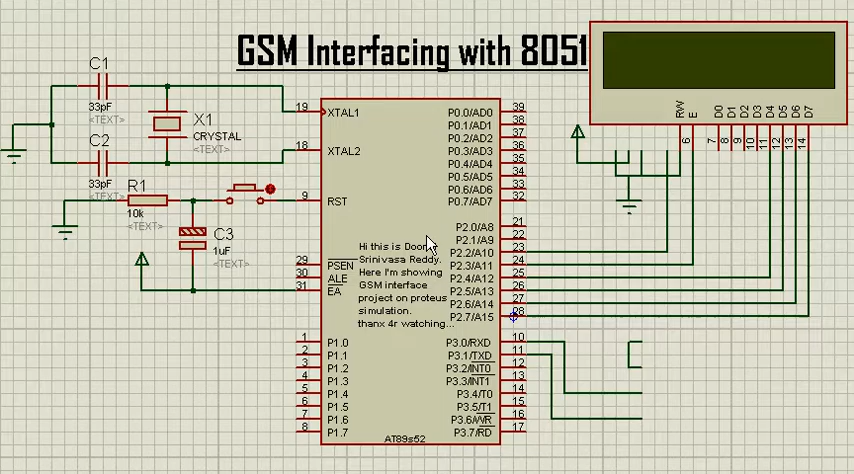 GSM Interfacing with 8051
C1
33pF
<TEXT>
X1
CRYSTAL
<TEXT>
C2
33pF
<TEXT>
R1
10k
<TEXT>
C3
1uF
<TEXT>
19
XTAL1
18
XTAL2
9
RST
29
PSEN
30
ALE
31
EA
1
P1.0
2
P1.1
3
P1.2
4
P1.3
5
P1.4
6
P1.5
7
P1.6
8
P1.7
P0.0/AD0
39
P0.1/AD1
38
P0.2/AD2
37
P0.3/AD3
36
P0.4/AD4
35
P0.5/AD5
34
P0.6/AD6
33
P0.7/AD7
32
P2.0/A8
21
P2.1/A9
22
P2.2/A10
23
P2.3/A11
24
P2.4/A12
25
P2.5/A13
26
P2.6/A14
27
P2.7/A15
28
P3.0/RXD
10
P3.1/TXD
11
P3.2/INT0
12
P3.3/INT1
13
P3.4/T0
14
P3.5/T1
15
P3.6/WR
16
P3.7/RD
17
Hi this is
Srinivasa Reddy.
Here I'm showing
GSM interface
project on proteus
simulation.
thanx 4r watching...
AT89s52
RW
E
D0
D1
D2
D3
D4
D5
D6
D7
6
7
8
9
10
11
12
13
14